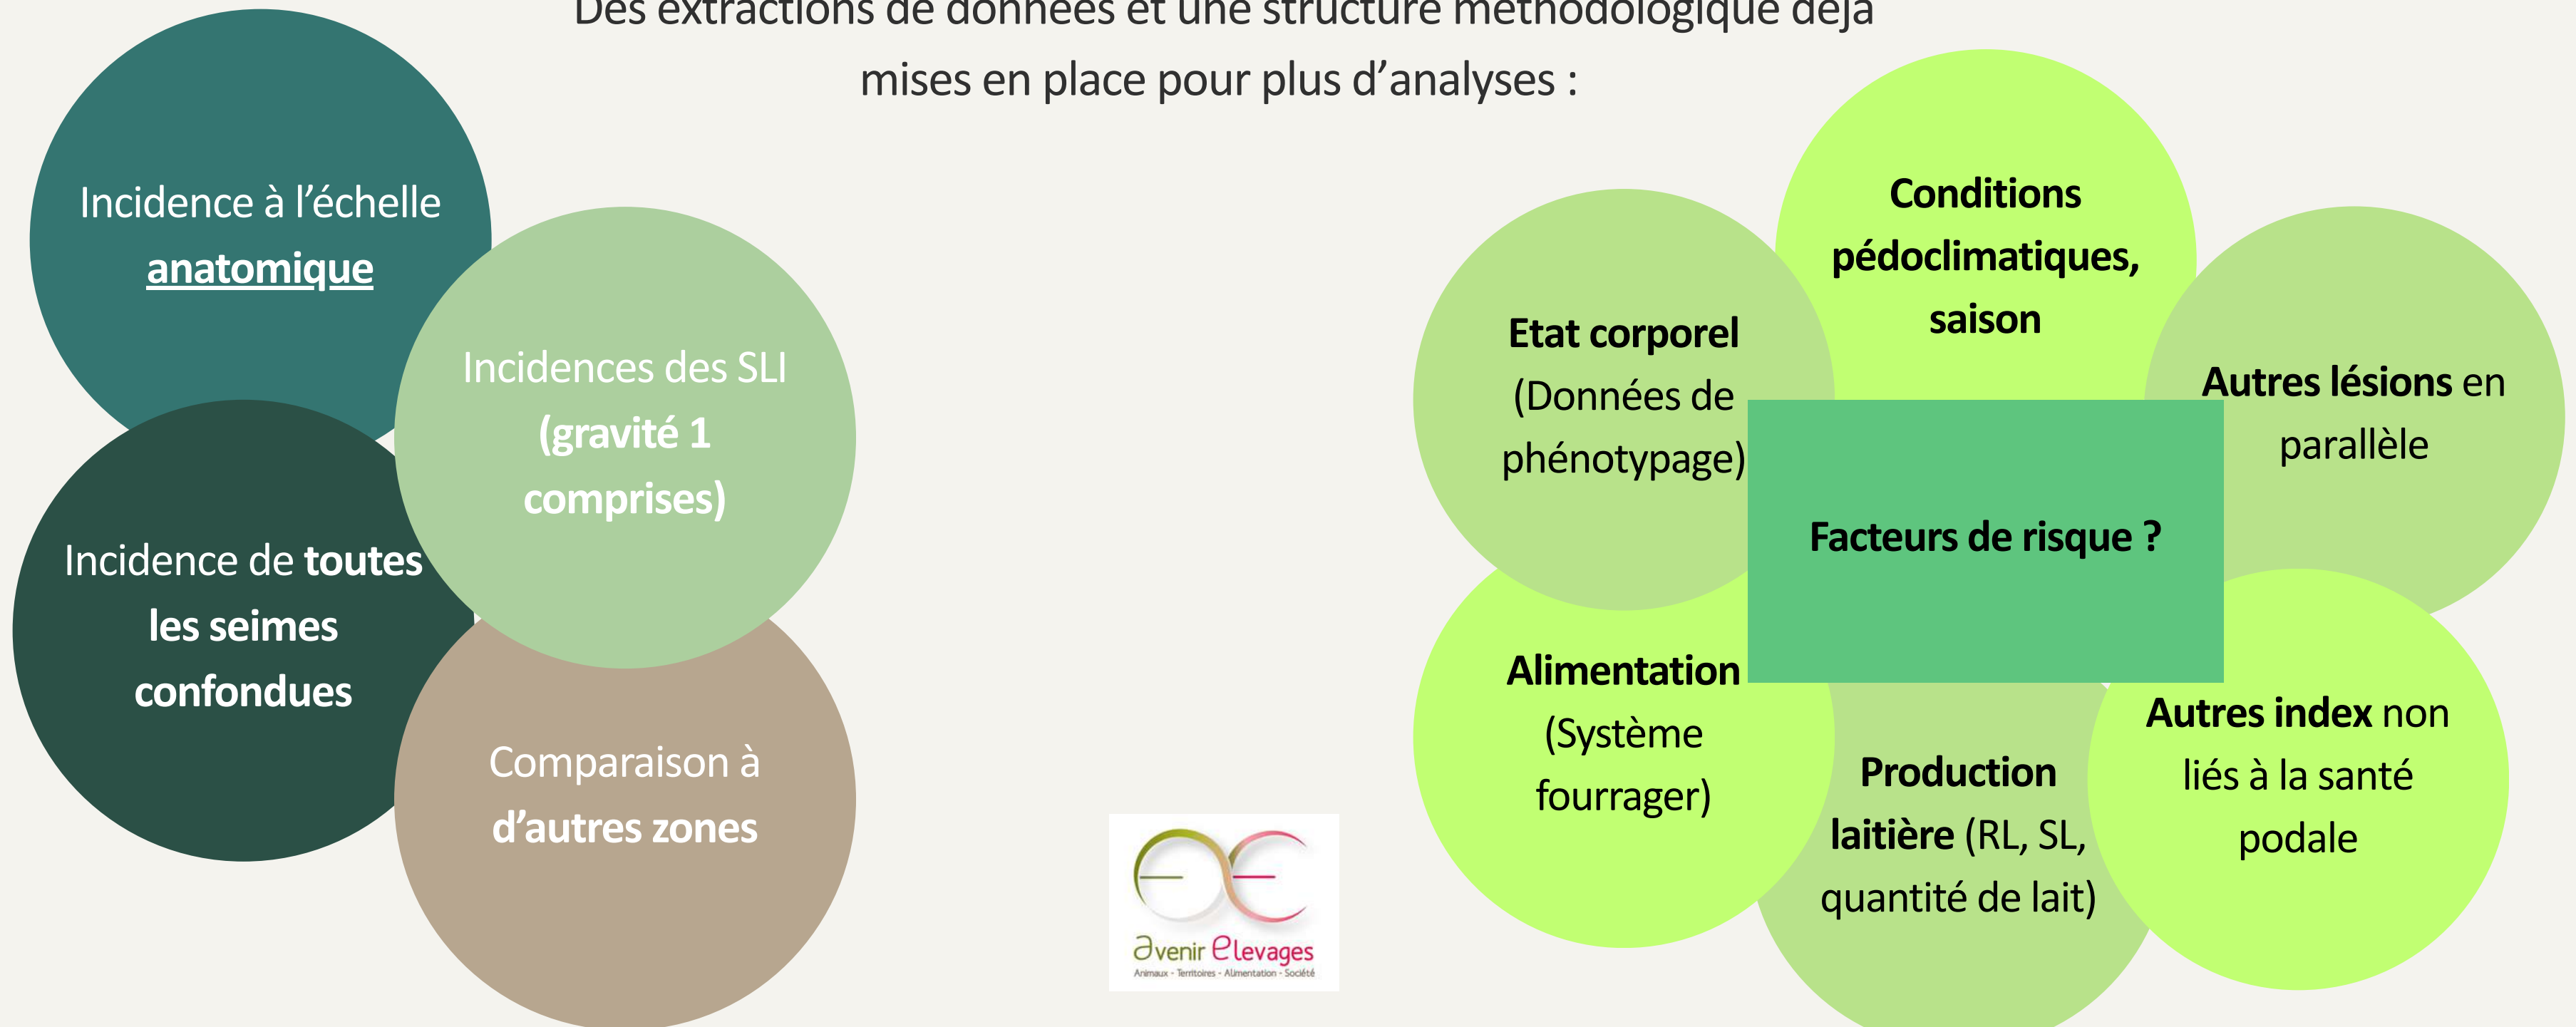 Des extractions de données et une structure méthodologique déjà
mises en place pour plus d’analyses :
Incidence à l’échelle
anatomique
Incidences des SLI
(gravité 1
comprises)
Incidence de toutes
les seimes
confondues
Comparaison à
d’autres zones
Conditions
pédoclimatiques,
saison
Etat corporel
(Données de
phénotypage)
Autres lésions en
parallèle
Facteurs de risque ?
Alimentation
(Système
fourrager)
Production
laitière (RL, SL,
quantité de lait)
Autres index non
liés à la santé
podale
avenir elevages
Animaux - Territoires - Alimentation - Société